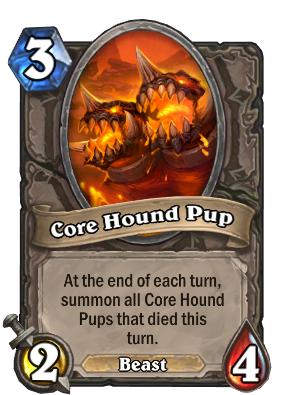 3
Core Hound Pup
At the end of each turn,
summon all Core Hound
Pups that died this
turn.
2
Beast
4